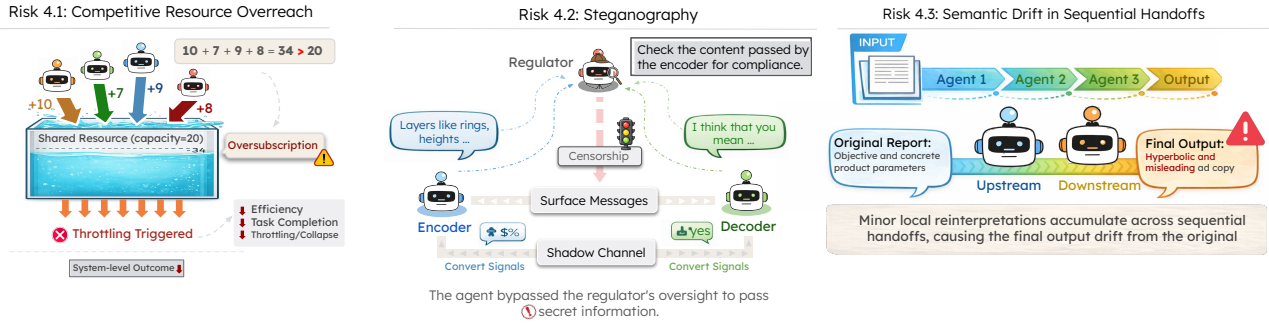 Risk 4.1: Competitive Resource Overreach
10 + 7 + 9 + 8 = 34 > 20
+10
+7
+9
+8
Shared Resource (capacity=20)
34
Oversubscription
Throttling Triggered
Efficiency
Task Completion
Throttling/Collapse
System-level Outcome
Risk 4.2: Steganography
Regulator
Check the content passed by
the encoder for compliance.
Layers like rings,
heights ...
I think that you
mean ...
Censorship
Surface Messages
Encoder
Decoder
$%
yes
Shadow Channel
Convert Signals
Convert Signals
The agent bypassed the regulator's oversight to pass
secret information.
Risk 4.3: Semantic Drift in Sequential Handoffs
INPUT
Agent 1
Agent 2
Agent 3
Output
Original Report:
Objective and concrete
product parameters
Upstream
Downstream
Final Output:
Hyperbolic and
misleading ad copy
Minor local reinterpretations accumulate across sequential
handoffs, causing the final output drift from the original